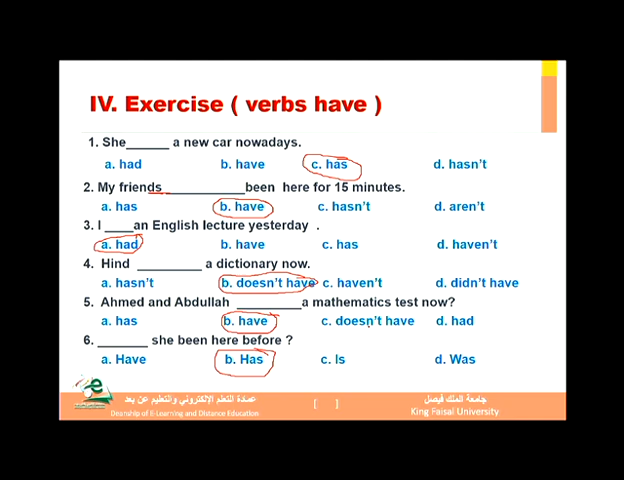 IV. Exercise ( verbs have )
1. She______ a new car nowadays.
a. had b. have c. has d. hasn't
2. My friends ___________been here for 15 minutes.
a. has b. have c. hasn't d. aren't
3. I ____an English lecture yesterday .
a. had b. have c. has d. haven't
4. Hind _________ a dictionary now.
a. hasn't b. doesn't have c. haven't d. didn't have
5. Ahmed and Abdullah _________a mathematics test now?
a. has b. have c. doesn't have d. had
6. _______ she been here before ?
a. Have b. Has c. Is d. Was
عمادة التعلم الإلكتروني والتعليم عن بعد
Deanship of E-Learning and Distance Education
[ ]
جامعة الملك فيصل
King Faisal University